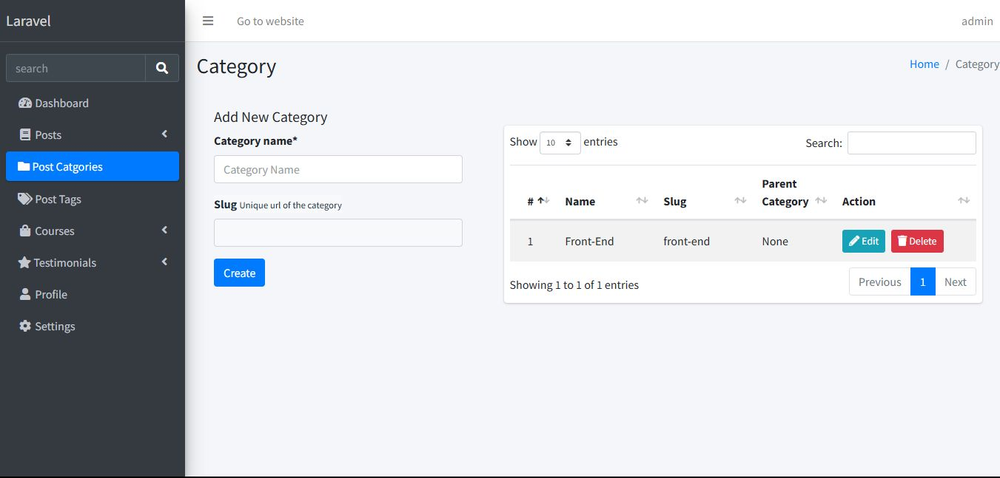 Laravel
Go to website
admin
search
Dashboard
Posts
Post Catgories
Post Tags
Courses
Testimonials
Profile
Settings
Category
Home / Category
Add New Category
Category name*
Category Name
Slug Unique url of the category
Create
Show 10 entries
Search:
# Name Slug Parent Category Action
1 Front-End front-end None Edit Delete
Showing 1 to 1 of 1 entries
Previous 1 Next